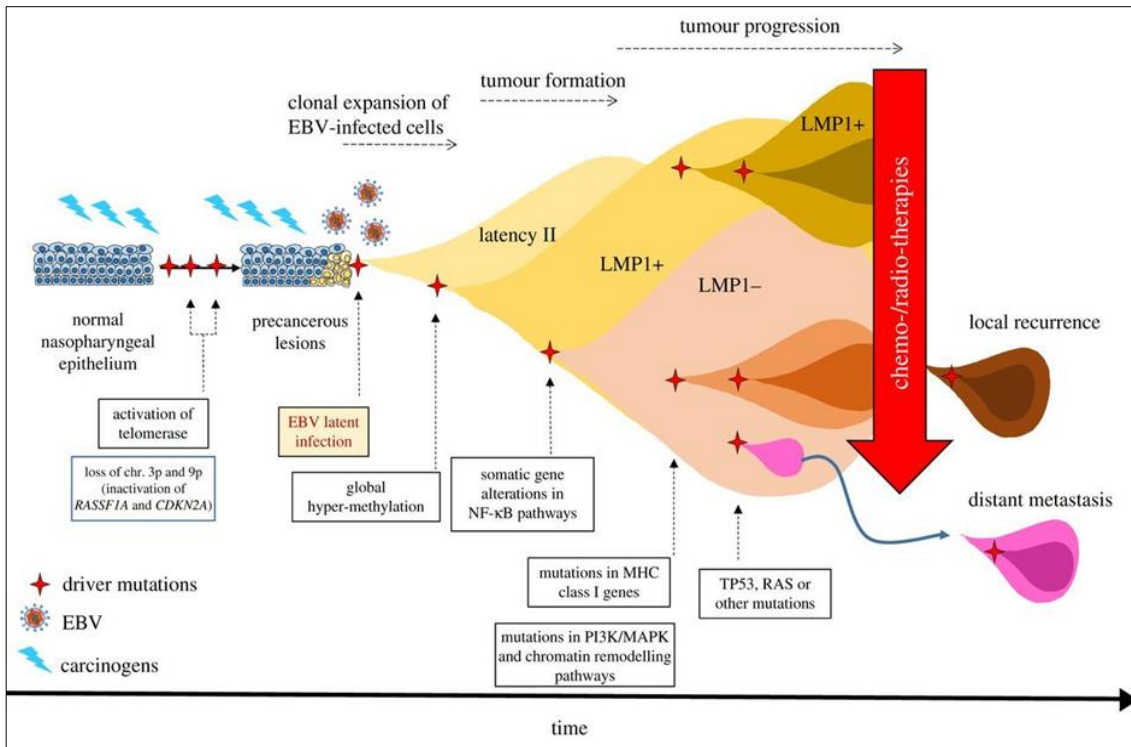 tumour progression
tumour formation
clonal expansion of
EBV-infected cells
LMP1+
latency II
LMP1+
LMP1–
chemo-/radio-therapies
normal
nasopharyngeal
epithelium
precancerous
lesions
local recurrence
activation of
telomerase
loss of chr. 3p and 9p
(inactivation of
RASSF1A and CDKN2A)
EBV latent
infection
global
hyper-methylation
somatic gene
alterations in
NF-κB pathways
distant metastasis
mutations in MHC
class I genes
TP53, RAS or
other mutations
mutations in PI3K/MAPK
and chromatin remodelling
pathways
driver mutations
EBV
carcinogens
time